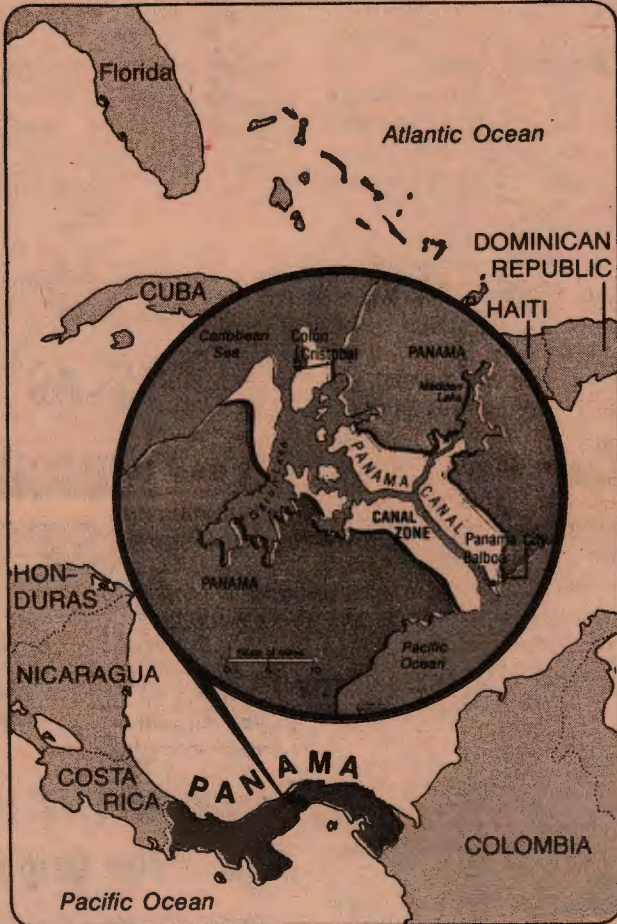 Florida
Atlantic Ocean
DOMINICAN
REPUBLIC
HAITI
CUBA
Caribbean
Sea
Colón
Cristobal
PANAMA
Madden
Lake
PANAMA CANAL
CANAL
ZONE
Panama City
Balboa
PANAMA
Pacific
Ocean
HON-
DURAS
NICARAGUA
COSTA
RICA
PANAMA
COLOMBIA
Pacific Ocean